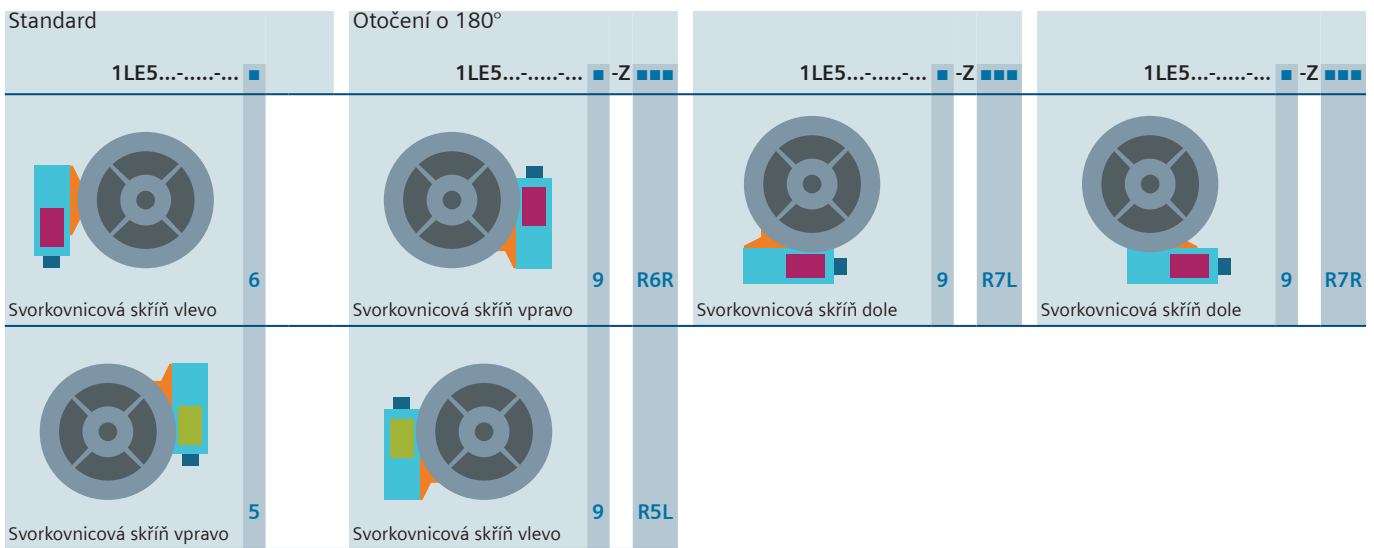 Standard
Otočení o 180°
1LE5...-.....-... ■
1LE5...-.....-... ■ -Z ■■■
1LE5...-.....-... ■ -Z ■■■
1LE5...-.....-... ■ -Z ■■■
6
Svorkovnicová skříň vlevo
9 R6R
Svorkovnicová skříň vpravo
9 R7L
Svorkovnicová skříň dole
9 R7R
Svorkovnicová skříň dole
5
Svorkovnicová skříň vpravo
9 R5L
Svorkovnicová skříň vlevo